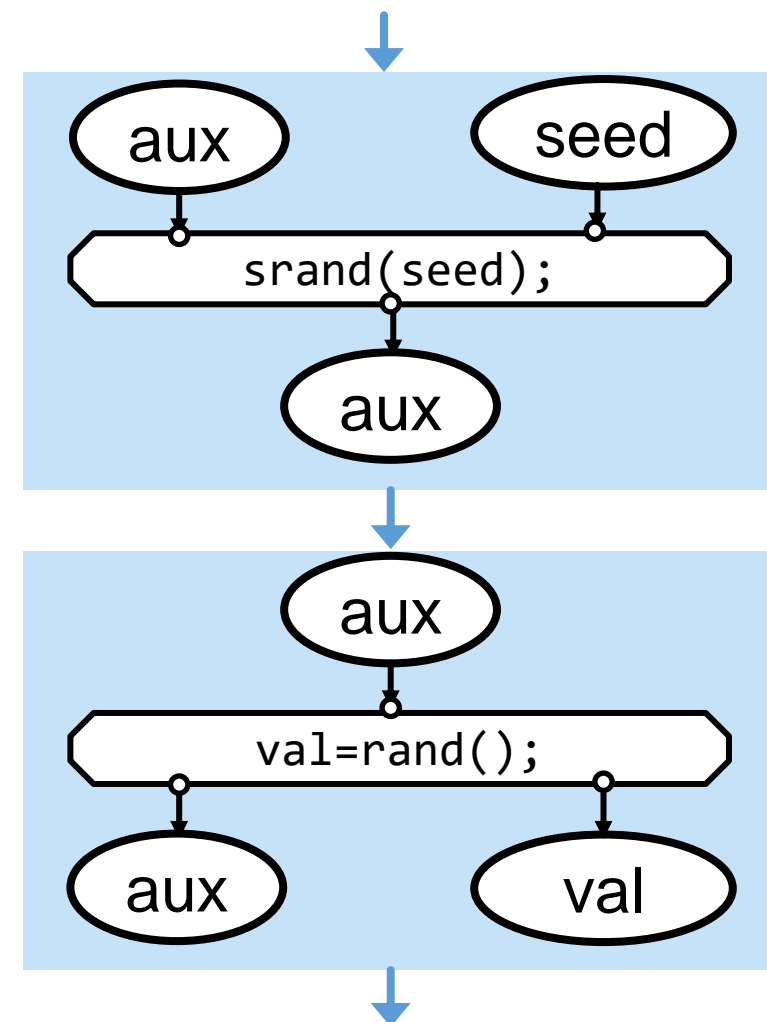 aux
seed
srand(seed);
aux
aux
val=rand();
aux
val